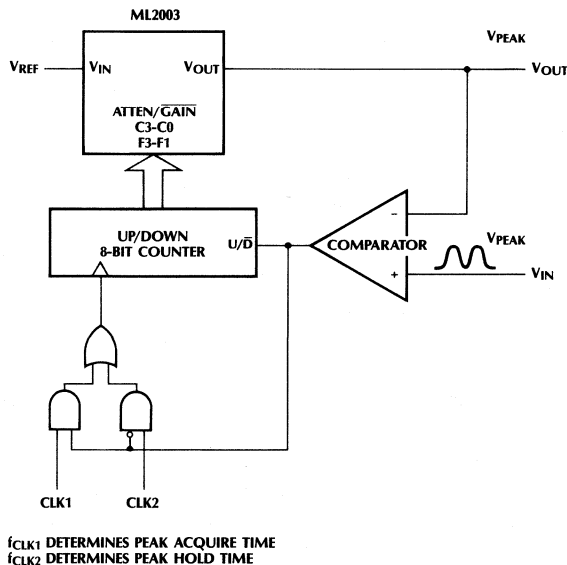 ML2003
VPEAK
VREF
VIN
VOUT
VOUT
ATTEN/G̅A̅I̅N̅
C3-C0
F3-F1
UP/DOWN
8-BIT COUNTER
U/D̅
COMPARATOR
−
+
VPEAK
VIN
CLK1
CLK2
fCLK1 DETERMINES PEAK ACQUIRE TIME
fCLK2 DETERMINES PEAK HOLD TIME